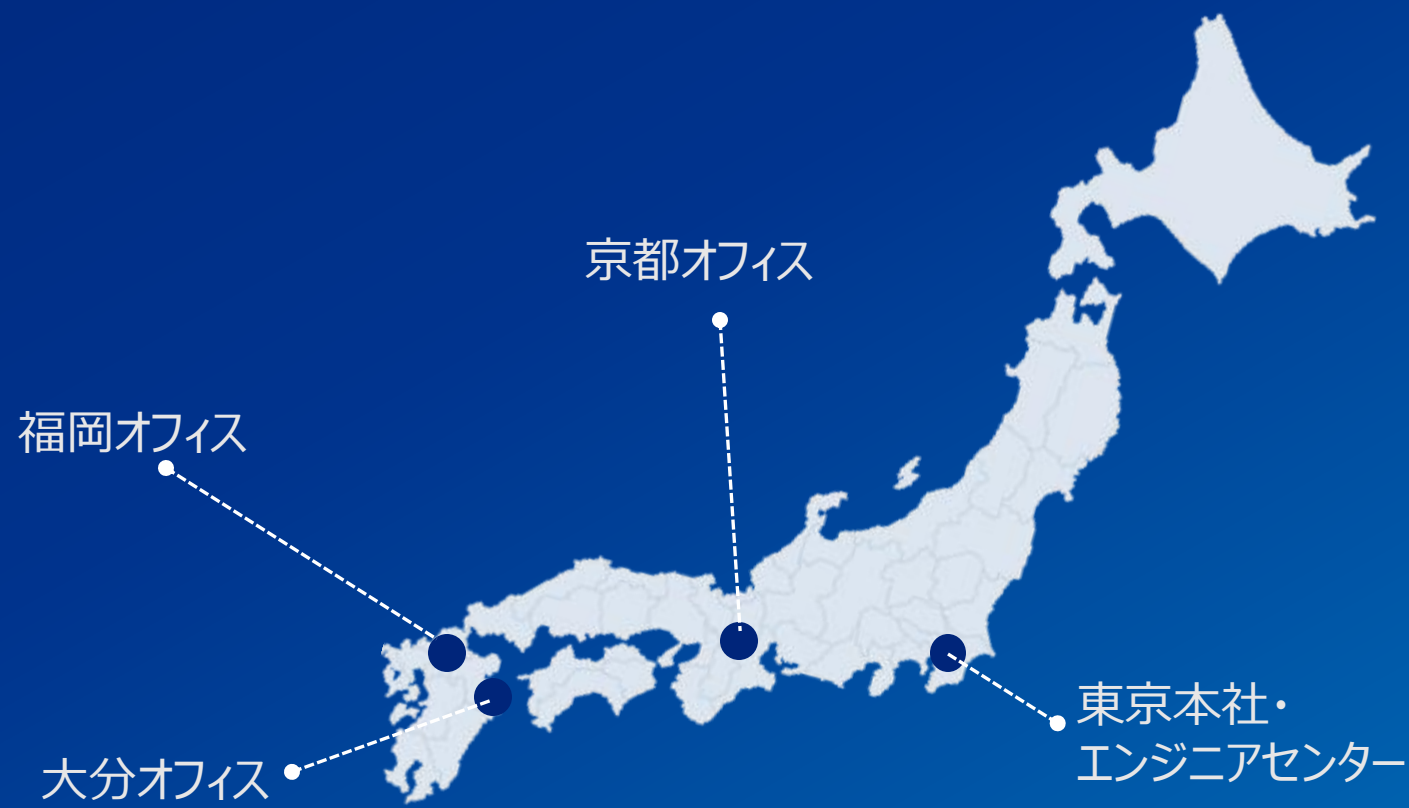 京都オフィス
福岡オフィス
東京本社・
エンジニアセンター
大分オフィス